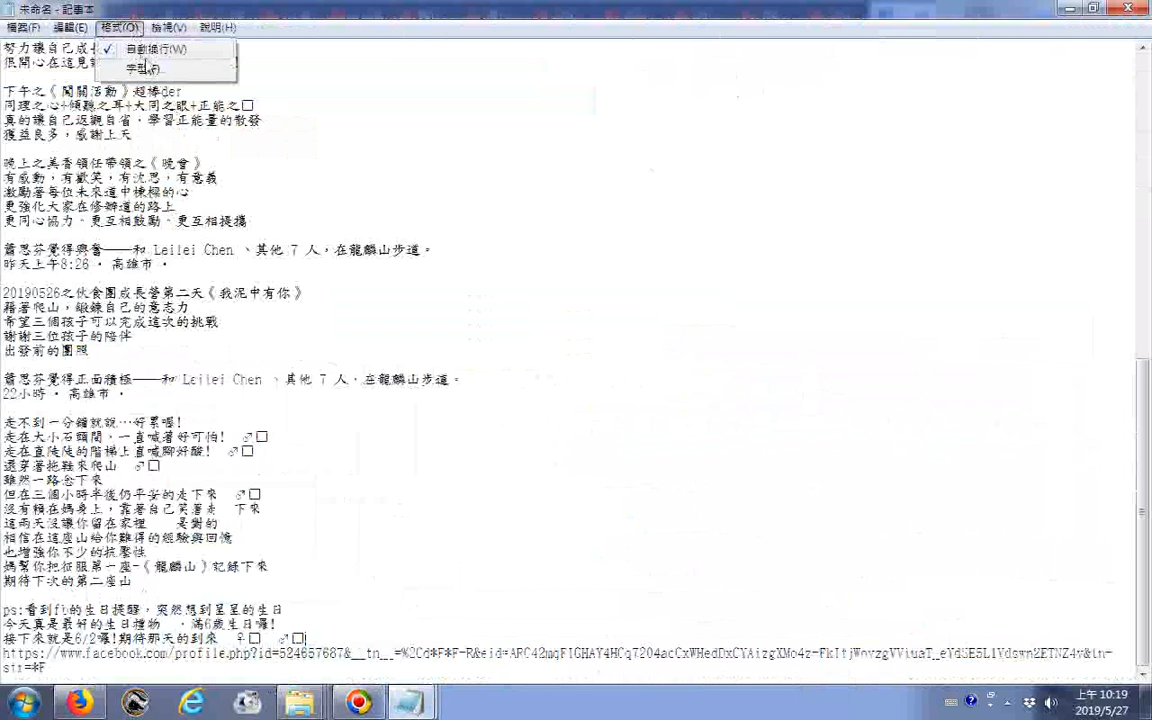 未命名 - 記事本
檔案(F) 編輯(E) 格式(O) 檢視(V) 說明(H)
自動換行(W)
字型(F)...
努力讓自己成
很開心在這見
下午之《闖關活動》超棒der
同理之心+傾聽之耳+大同之眼+正能之□
真的讓自己返觀自省，學習正能量的散發
獲益良多，感謝上天
晚上之美香領任帶領之《晚會》
有感動，有歡笑，有沈思，有意義
激勵著每位未來道中棟樑的心
更強化大家在修辦道的路上
更同心協力、更互相鼓勵、更互相提攜
蕭思芬覺得興奮——和 Leilei Chen 、其他 7 人，在龍麟山步道。
昨天上午8:26 · 高雄市 ·
20190526之伙食團成長營第二天《我泥中有你》
藉著爬山，鍛鍊自己的意志力
希望三個孩子可以完成這次的挑戰
謝謝三位孩子的陪伴
出發前的團照
蕭思芬覺得正面積極——和 Leilei Chen 、其他 7 人，在龍麟山步道。
22小時 · 高雄市 ·
走不到一分鐘就說…好累喔!
走在大小石頭間，一直喊著好可怕! ♂□
走在直陡陡的階梯上直喊腳好酸! ♂□
還穿著拖鞋來爬山 ♂□
雖然一路唸下來
但在三個小時半後仍平安的走下來 ♂□
沒有賴在媽身上，靠著自己笑著走 下來
這兩天沒讓你留在家裡 是對的
相信在這座山給你難得的經驗與回憶
也增強你不少的抗壓性
媽幫你把征服第一座-《龍麟山》記錄下來
期待下次的第二座山
ps:看到fb的生日提醒，突然想到呈呈的生日
今天真是最好的生日禮物 ，滿6歲生日喔!
接下來就是6/2囉!期待那天的到來 ♀□ ♂□
https://www.facebook.com/profile.php?id=524657687&__tn__=%2Cd*F*F-R&eid=
str=*F
上午 10:19
2019/5/27